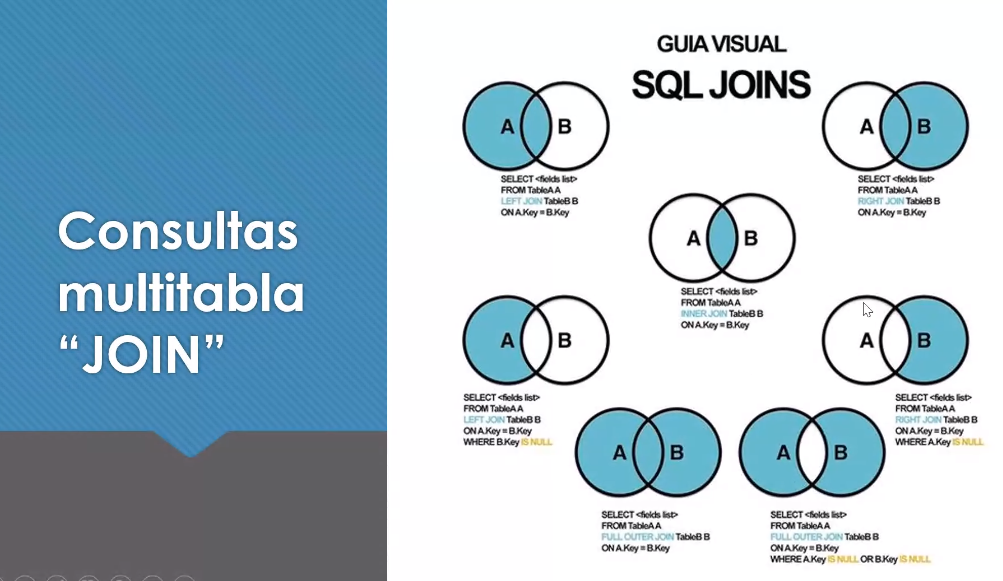 Consultas
multitabla
“JOIN”
GUIA VISUAL
SQL JOINS
A B
SELECT <fields list>
FROM TableA A
LEFT JOIN TableB B
ON A.Key = B.Key
A B
SELECT <fields list>
FROM TableA A
RIGHT JOIN TableB B
ON A.Key = B.Key
A B
SELECT <fields list>
FROM TableA A
INNER JOIN TableB B
ON A.Key = B.Key
A B
SELECT <fields list>
FROM TableA A
LEFT JOIN TableB B
ON A.Key = B.Key
WHERE B.Key IS NULL
A B
SELECT <fields list>
FROM TableA A
RIGHT JOIN TableB B
ON A.Key = B.Key
WHERE A.Key IS NULL
A B
SELECT <fields list>
FROM TableA A
FULL OUTER JOIN TableB B
ON A.Key = B.Key
A B
SELECT <fields list>
FROM TableA A
FULL OUTER JOIN TableB B
ON A.Key = B.Key
WHERE A.Key IS NULL OR B.Key IS NULL